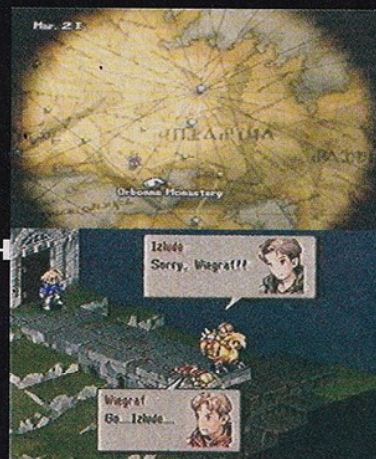 Mar. 21
Orbonne Monastery
Izlude
Sorry, Wiegraf!!
Wiegraf
Go...Izlude....